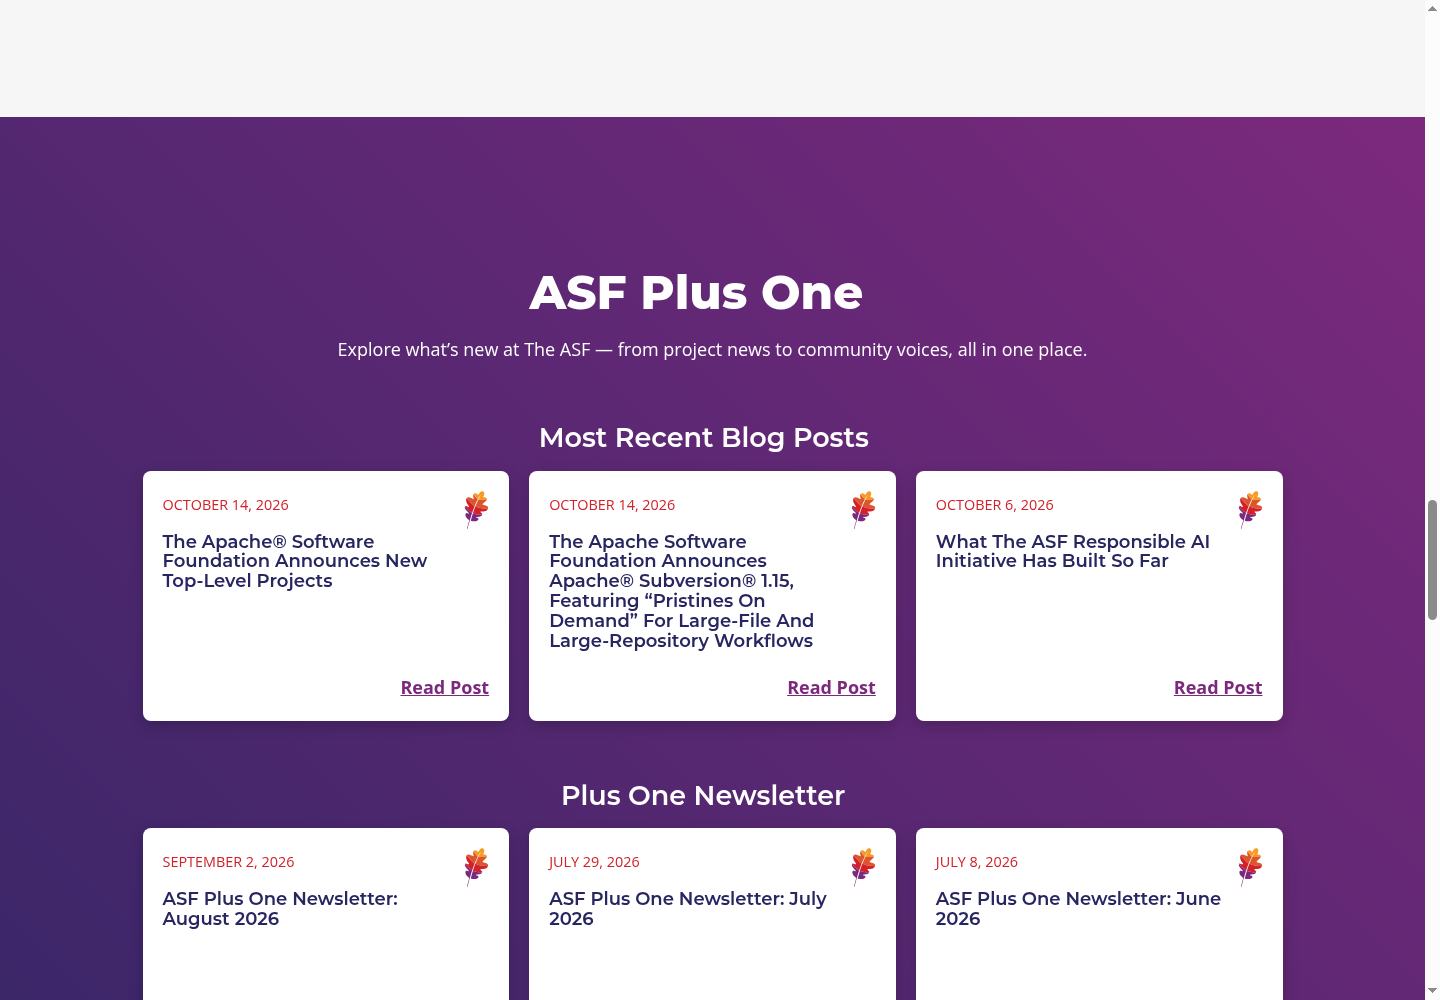 ASF Plus One
Explore what’s new at The ASF — from project news to community voices, all in one place.
Most Recent Blog Posts
OCTOBER 14, 2026
The Apache® Software
Foundation Announces New
Top-Level Projects
Read Post
OCTOBER 14, 2026
The Apache Software
Foundation Announces
Apache® Subversion® 1.15,
Featuring “Pristines On
Demand” For Large-File And
Large-Repository Workflows
Read Post
OCTOBER 6, 2026
What The ASF Responsible AI
Initiative Has Built So Far
Read Post
Plus One Newsletter
SEPTEMBER 2, 2026
ASF Plus One Newsletter:
August 2026
JULY 29, 2026
ASF Plus One Newsletter: July
2026
JULY 8, 2026
ASF Plus One Newsletter: June
2026